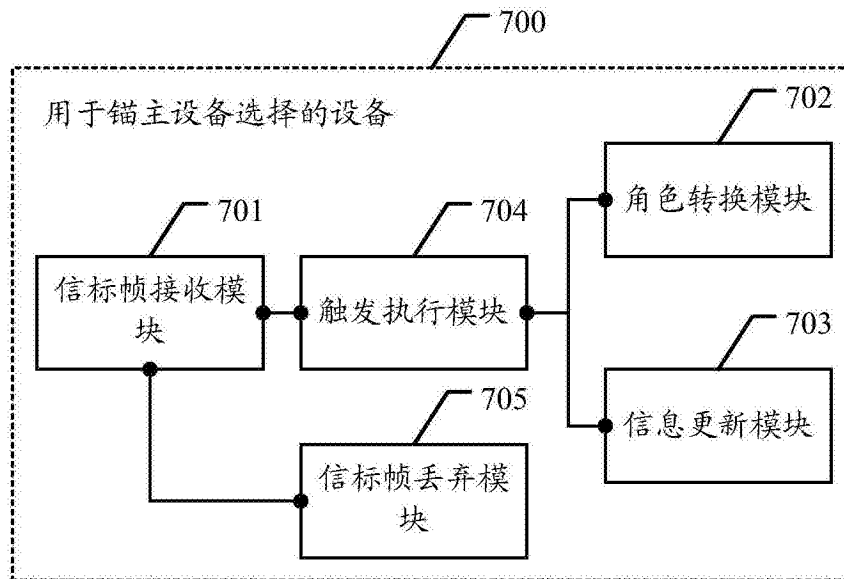 700
用于锚主设备选择的设备
702
角色转换模块
701
704
信标帧接收模
块
触发执行模块
703
信息更新模块
705
信标帧丢弃模
块